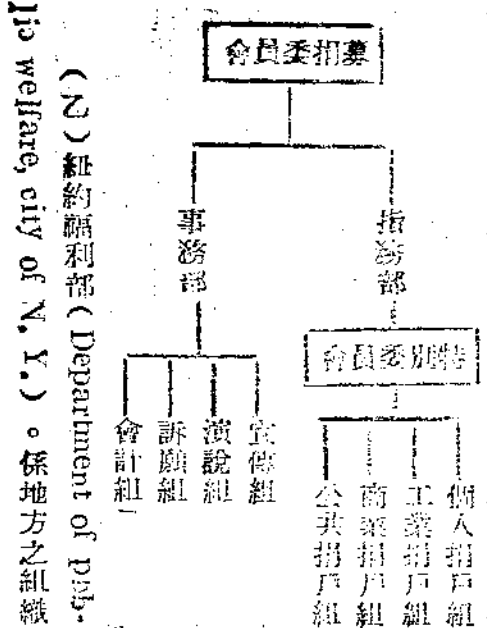 募捐委員會
捐務部
特別委員會
個人捐戶組
工業捐戶組
商業捐戶組
公共捐戶組
事務部
宣傳組
演說組
訴願組
會計組
(乙)紐約福利部(Department of pub-
lic welfare, city of N. Y.)。係地方之組織